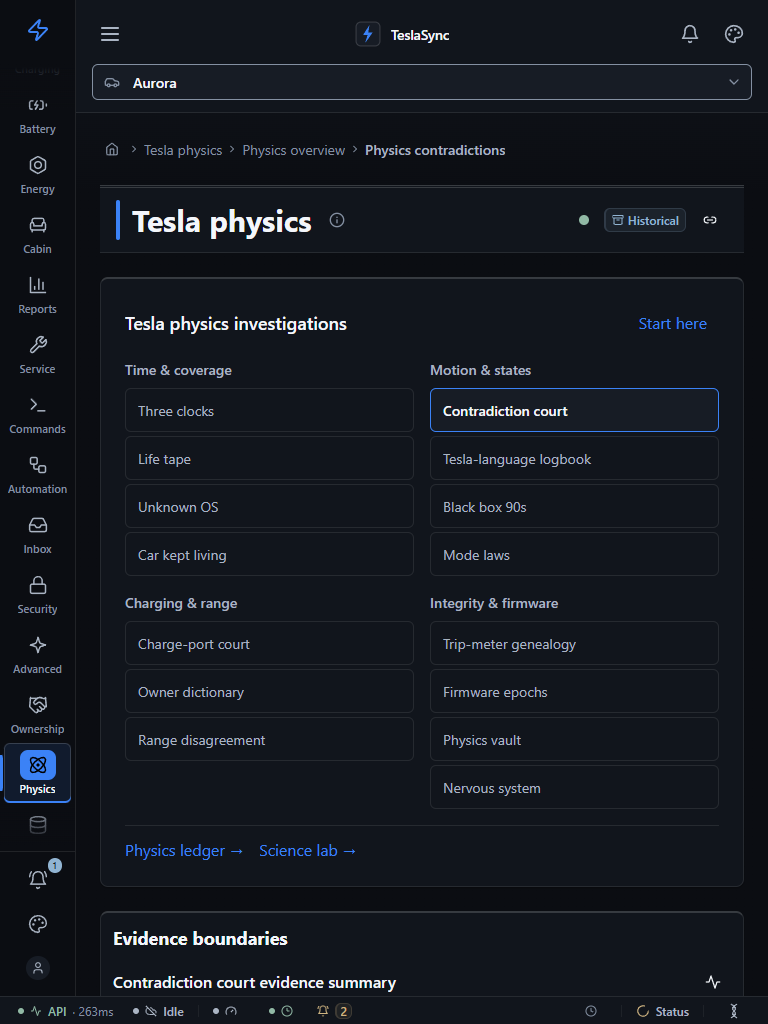 TeslaSync
Aurora
Charging
Battery
Energy
Cabin
Reports
Service
Commands
Automation
Inbox
Security
Advanced
Ownership
Physics
1
Tesla physics > Physics overview > Physics contradictions
Tesla physics
Historical
Tesla physics investigations
Start here
Time & coverage
Three clocks
Life tape
Unknown OS
Car kept living
Motion & states
Contradiction court
Tesla-language logbook
Black box 90s
Mode laws
Charging & range
Charge-port court
Owner dictionary
Range disagreement
Integrity & firmware
Trip-meter genealogy
Firmware epochs
Physics vault
Nervous system
Physics ledger → Science lab →
Evidence boundaries
Contradiction court evidence summary
API · 263ms Idle 2 Status